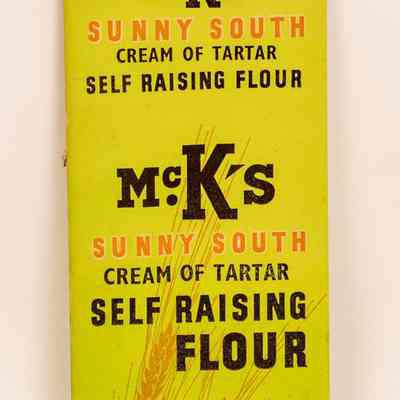 SUNNY SOUTH
CREAM OF TARTAR
SELF RAISING FLOUR
McK's
SUNNY SOUTH
CREAM OF TARTAR
SELF RAISING
FLOUR